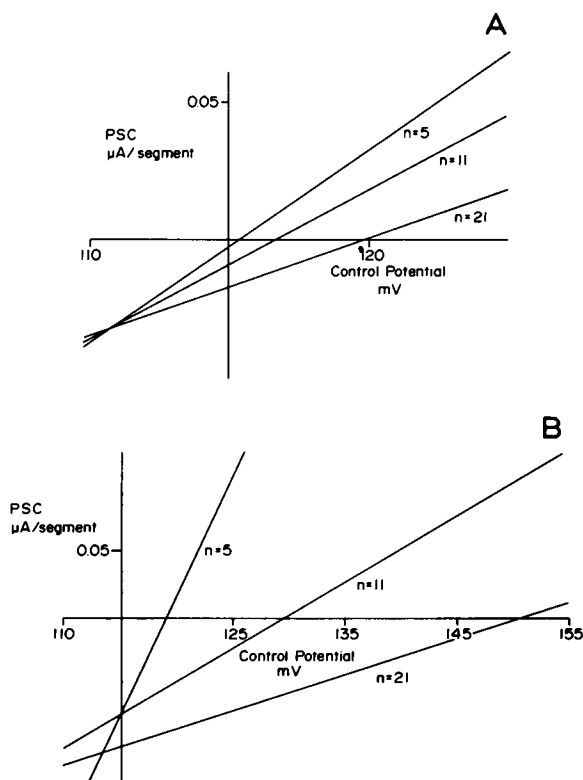 A
0.05
PSC
μA/segment
n=5
n=11
n=21
110
120
Control Potential
mV
B
PSC
μA/segment
0.05
n=5
n=11
110
125
135
145
155
Control Potential
mV
n=21